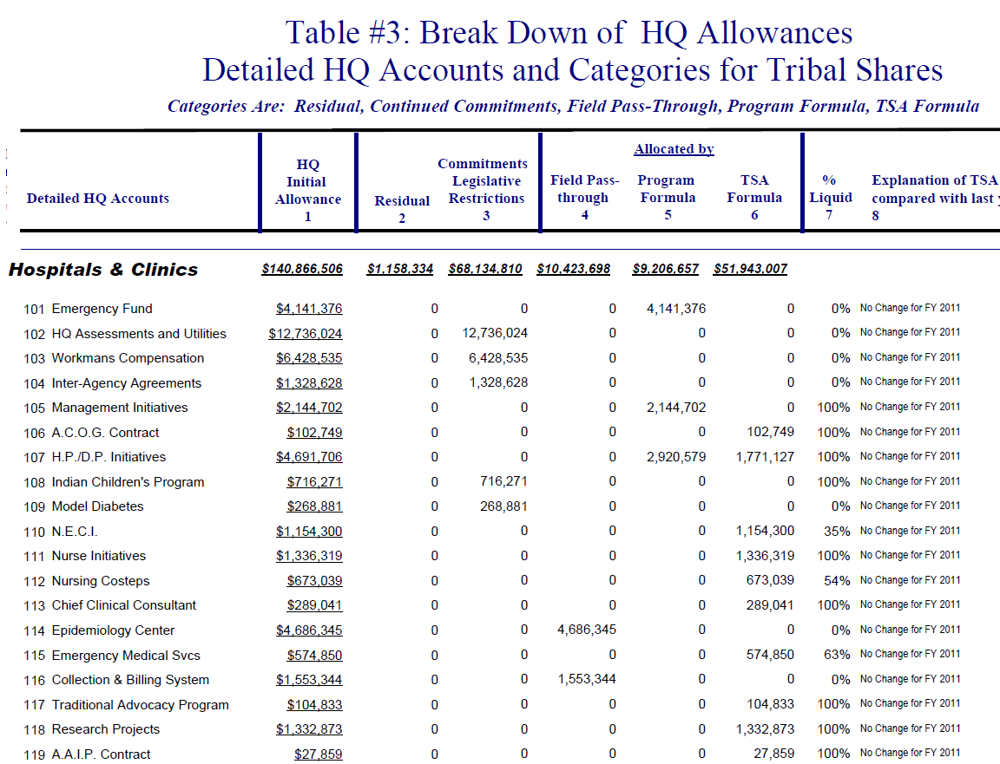 Table #3: Break Down of HQ Allowances
Detailed HQ Accounts and Categories for Tribal Shares
Categories Are: Residual, Continued Commitments, Field Pass-Through, Program Formula, TSA Formula
Allocated by
HQ
Commitments
Initial
Legislative
Field Pass-
Program
TSA
%
Explanation of TSA
Detailed HQ Accounts
Allowance
Residual
Restrictions
through
Formula
Formula
Liquid
compared with last
1 2 3 4 5 6 7 8
Hospitals & Clinics $140,866,506 $1,158,334 $68,134,810 $10,423,698 $9,206,657 $51,943,007
101 Emergency Fund $4,141,376 0 0 0 4,141,376 0 0% No Change for FY 2011
102 HQ Assessments and Utilities $12,736,024 0 12,736,024 0 0 0 0% No Change for FY 2011
103 Workmans Compensation $6,428,535 0 6,428,535 0 0 0 0% No Change for FY 2011
104 Inter-Agency Agreements $1,328,628 0 1,328,628 0 0 0 0% No Change for FY 2011
105 Management Initiatives $2,144,702 0 0 0 2,144,702 0 100% No Change for FY 2011
106 A.C.O.G. Contract $102,749 0 0 0 0 102,749 100% No Change for FY 2011
107 H.P./D.P. Initiatives $4,691,706 0 0 0 2,920,579 1,771,127 100% No Change for FY 2011
108 Indian Children's Program $716,271 0 716,271 0 0 0 100% No Change for FY 2011
109 Model Diabetes $268,881 0 268,881 0 0 0 0% No Change for FY 2011
110 N.E.C.I. $1,154,300 0 0 0 0 1,154,300 35% No Change for FY 2011
111 Nurse Initiatives $1,336,319 0 0 0 0 1,336,319 100% No Change for FY 2011
112 Nursing Costeps $673,039 0 0 0 0 673,039 54% No Change for FY 2011
113 Chief Clinical Consultant $289,041 0 0 0 0 289,041 100% No Change for FY 2011
114 Epidemiology Center $4,686,345 0 0 4,686,345 0 0 0% No Change for FY 2011
115 Emergency Medical Svcs $574,850 0 0 0 0 574,850 63% No Change for FY 2011
116 Collection & Billing System $1,553,344 0 0 1,553,344 0 0 0% No Change for FY 2011
117 Traditional Advocacy Program $104,833 0 0 0 0 104,833 100% No Change for FY 2011
118 Research Projects $1,332,873 0 0 0 0 1,332,873 100% No Change for FY 2011
119 A.A.I.P. Contract $27,859 0 0 0 0 27,859 100% No Change for FY 2011